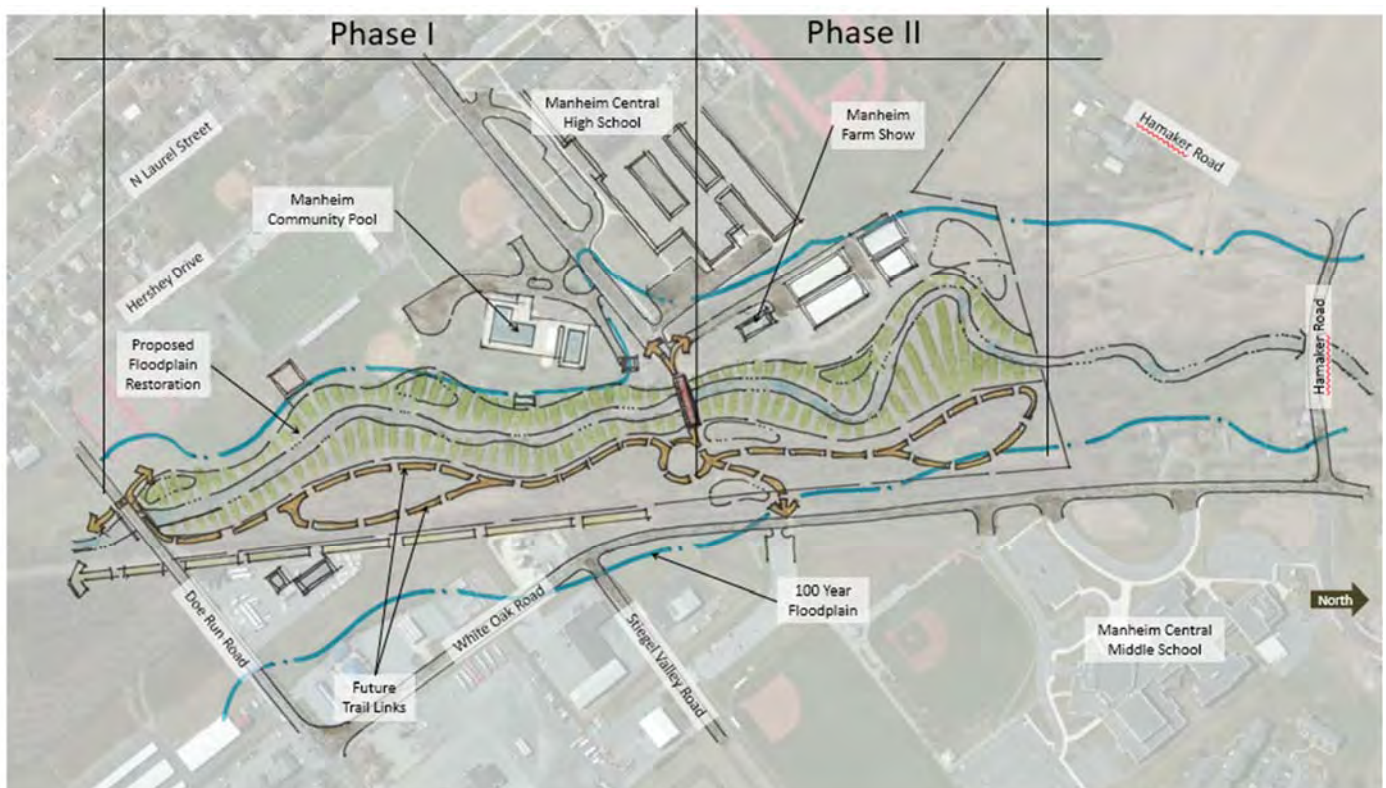 Phase I
Phase II
Manheim Central
High School
Manheim
Farm Show
Hamaker Road
N Laurel Street
Manheim
Community Pool
Hershey Drive
Proposed
Floodplain
Restoration
Hamaker Road
Doe Run Road
White Oak Road
Stiegel Valley Road
100 Year
Floodplain
North
Manheim Central
Middle School
Future
Trail Links